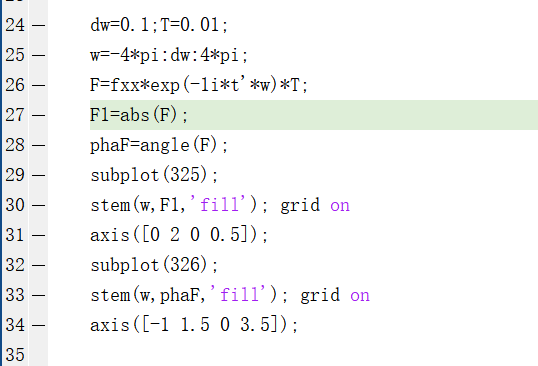 24 — dw=0.1;T=0.01;
25 — w=-4*pi:dw:4*pi;
26 — F=fxx*exp(-1i*t'*w)*T;
27 — F1=abs(F);
28 — phaF=angle(F);
29 — subplot(325);
30 — stem(w,F1,'fill'); grid on
31 — axis([0 2 0 0.5]);
32 — subplot(326);
33 — stem(w,phaF,'fill'); grid on
34 — axis([-1 1.5 0 3.5]);
35